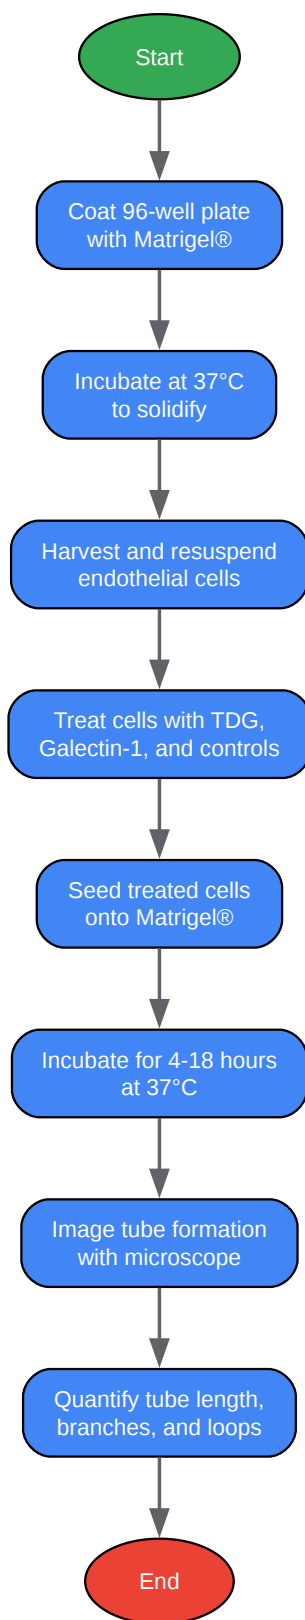 Start
Coat 96-well plate
with Matrigel®
Incubate at 37°C
to solidify
Harvest and resuspend
endothelial cells
Treat cells with TDG,
Galectin-1, and controls
Seed treated cells
onto Matrigel®
Incubate for 4-18 hours
at 37°C
Image tube formation
with microscope
Quantify tube length,
branches, and loops
End